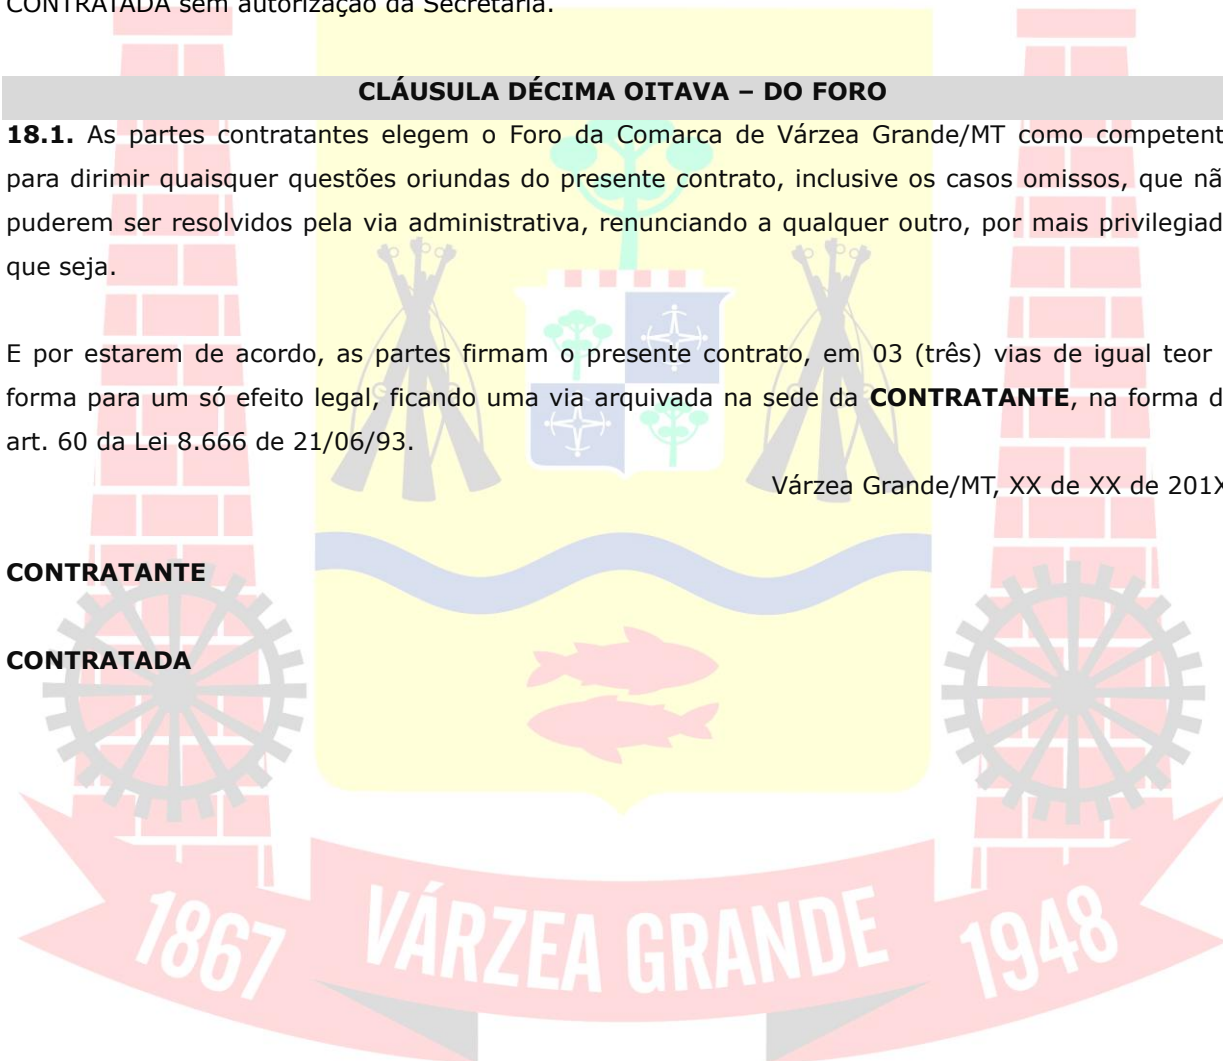 CONTRATADA sem autorização da Secretaria.
CLÁUSULA DÉCIMA OITAVA – DO FORO
18.1. As partes contratantes elegem o Foro da Comarca de Várzea Grande/MT como competent
para dirimir quaisquer questões oriundas do presente contrato, inclusive os casos omissos, que nã
puderem ser resolvidos pela via administrativa, renunciando a qualquer outro, por mais privilegiad
que seja.
E por estarem de acordo, as partes firmam o presente contrato, em 03 (três) vias de igual teor
forma para um só efeito legal, ficando uma via arquivada na sede da CONTRATANTE, na forma d
art. 60 da Lei 8.666 de 21/06/93.
Várzea Grande/MT, XX de XX de 201X
CONTRATANTE
CONTRATADA
1867 VÁRZEA GRANDE 1948